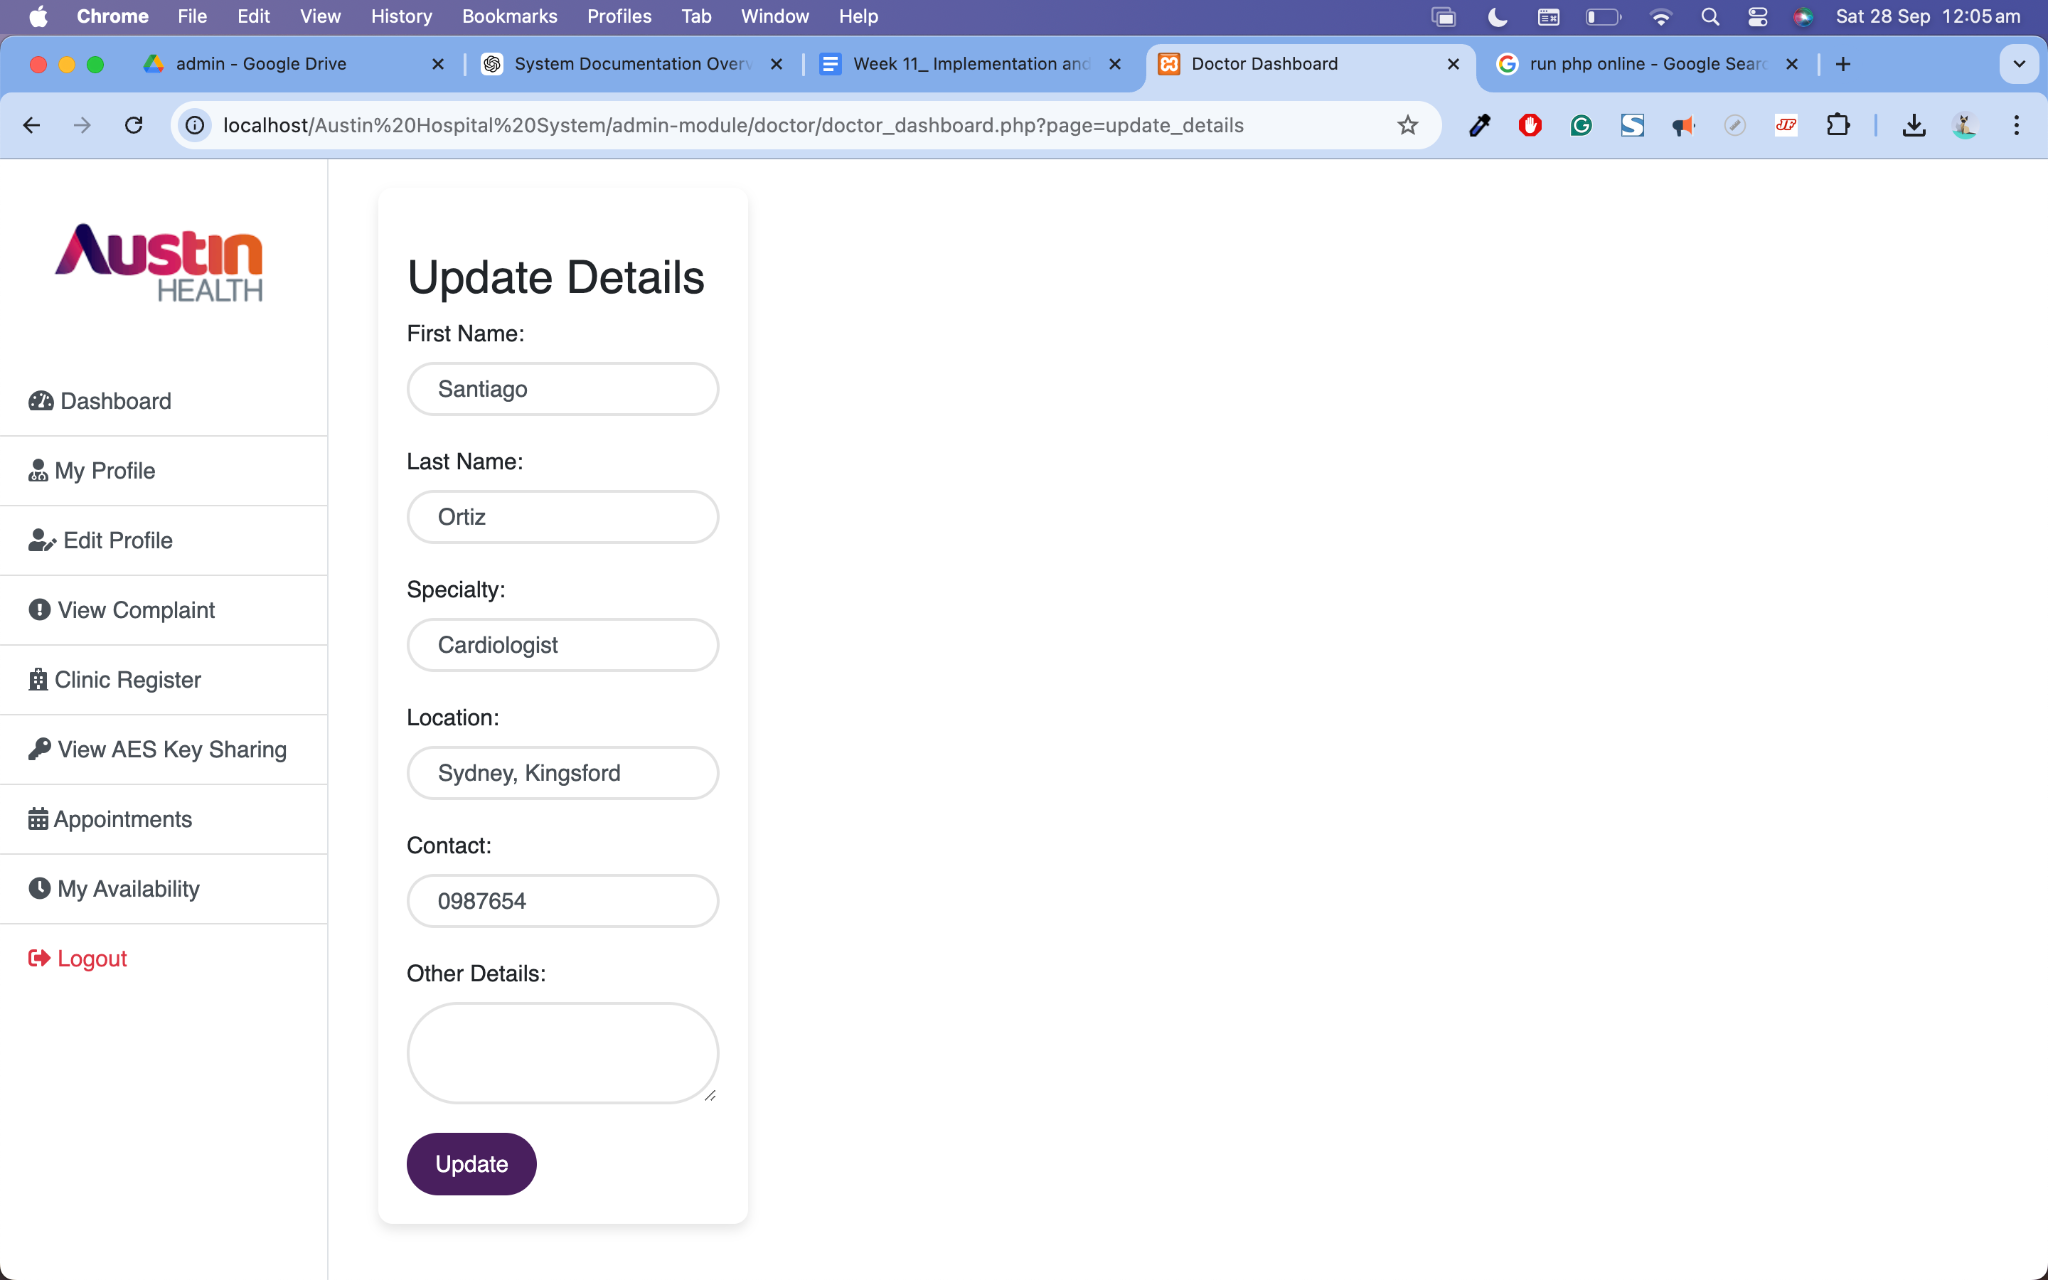 Chrome File Edit View History Bookmarks Profiles Tab Window Help Sat 28 Sep 12:05 am
admin - Google Drive System Documentation Over Week 11_ Implementation and Doctor Dashboard run php online - Google Sear
localhost/Austin%20Hospital%20System/admin-module/doctor/doctor_dashboard.php?page=update_details
Austin
HEALTH
Dashboard
My Profile
Edit Profile
View Complaint
Clinic Register
View AES Key Sharing
Appointments
My Availability
Logout
Update Details
First Name:
Santiago
Last Name:
Ortiz
Specialty:
Cardiologist
Location:
Sydney, Kingsford
Contact:
0987654
Other Details:
Update